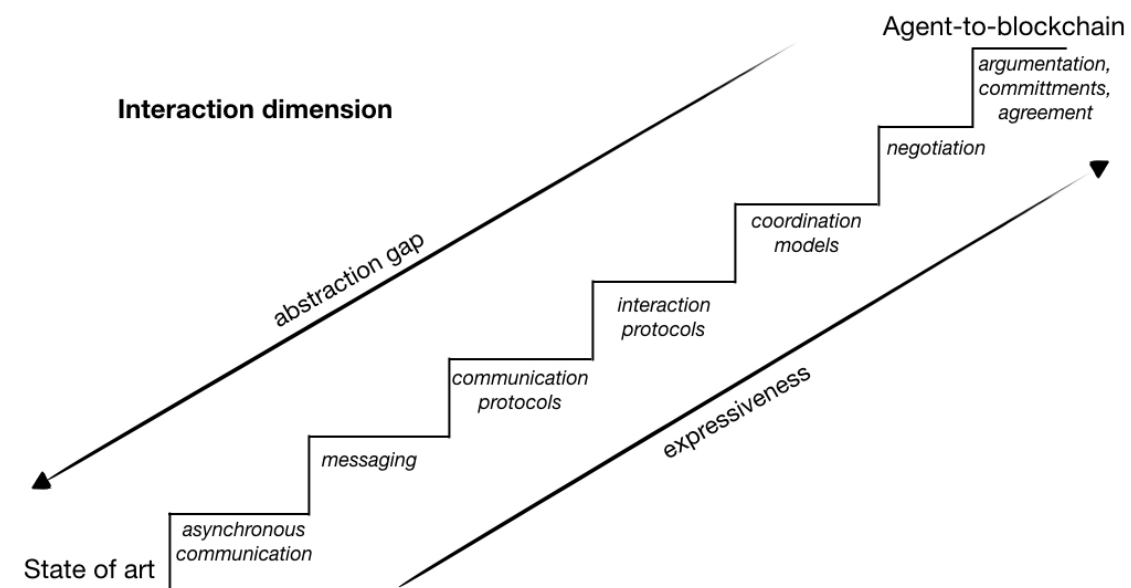 Agent-to-blockchain
argumentation,
committments,
agreement
Interaction dimension
negotiation
coordination
models
abstraction gap
interaction
protocols
communication
protocols
expressiveness
messaging
asynchronous
communication
State of art